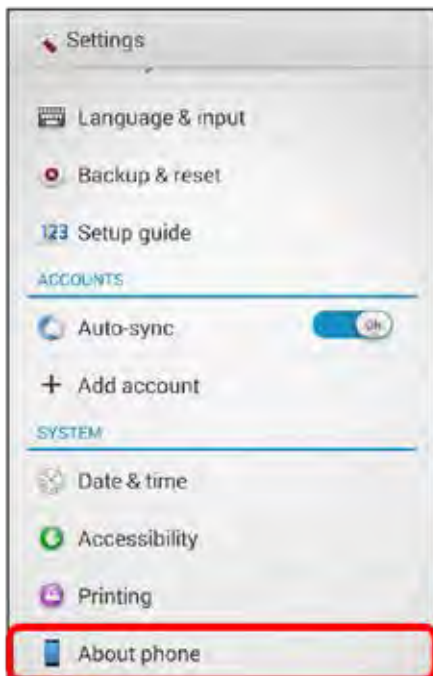 Settings
Language & input
Backup & reset
123 Setup guide
ACCOUNTS
Auto-sync
On
+ Add account
SYSTEM
Date & time
Accessibility
Printing
About phone